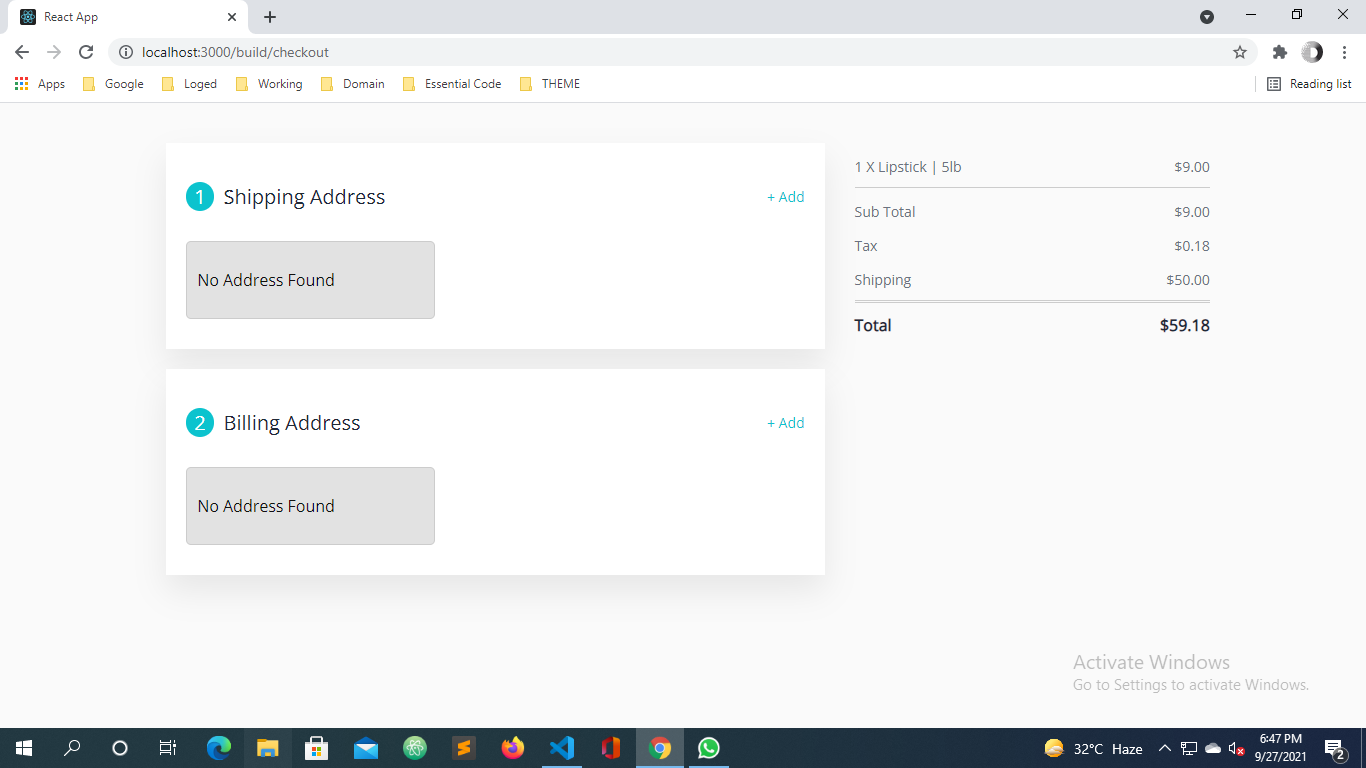 React App
localhost:3000/build/checkout
Apps Google Loged Working Domain Essential Code THEME Reading list
1 Shipping Address + Add
No Address Found
2 Billing Address + Add
No Address Found
1 X Lipstick | 5lb $9.00
Sub Total $9.00
Tax $0.18
Shipping $50.00
Total $59.18
Activate Windows
Go to Settings to activate Windows.
32°C Haze
6:47 PM
9/27/2021
2